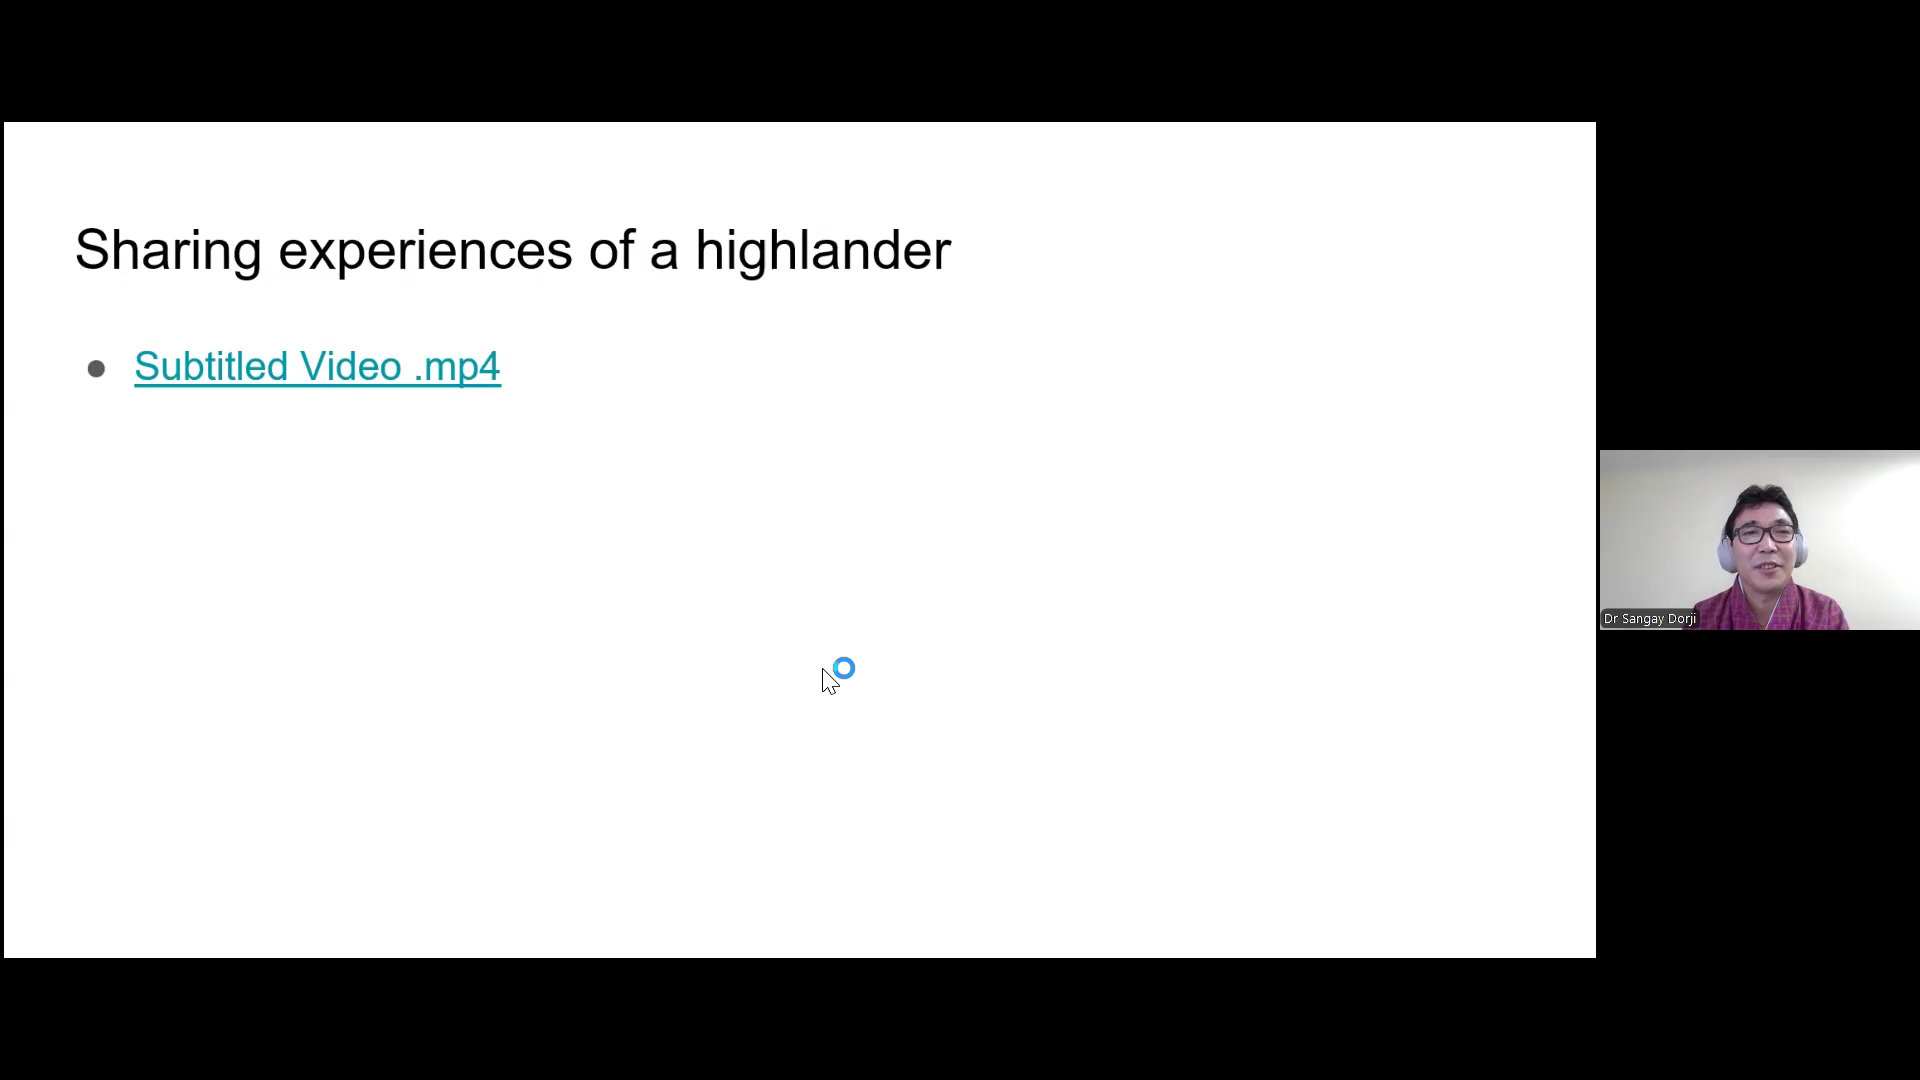 Sharing experiences of a highlander
● Subtitled Video .mp4
Dr Sangay Dorji